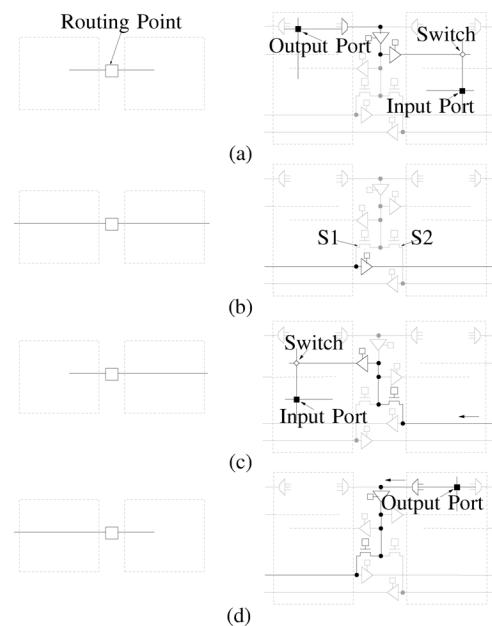 Routing Point
Output Port
Switch
Input Port
(a)
S1
S2
(b)
Switch
Input Port
(c)
Output Port
(d)